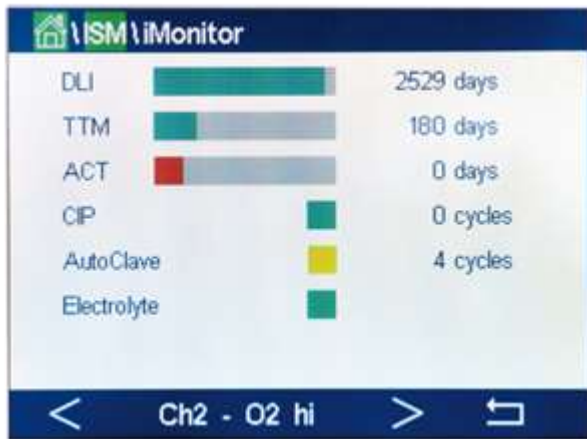 \ISM\iMonitor
DLI 2529 days
TTM 180 days
ACT 0 days
CIP 0 cycles
AutoClave 4 cycles
Electrolyte
< Ch2 - O2 hi >